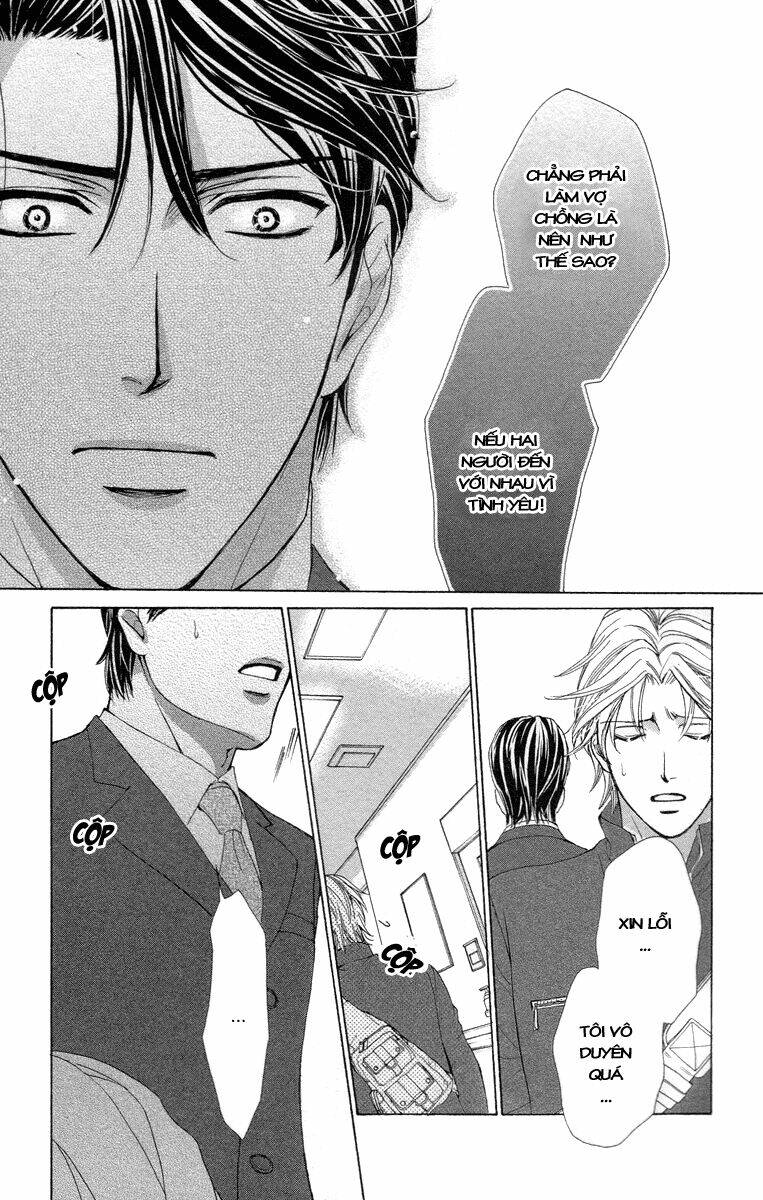 CHẲNG PHẢI
LÀM VỢ
CHỒNG LÀ
NÊN NHƯ
THẾ SAO?
NẾU HAI
NGƯỜI ĐẾN
VỚI NHAU VÌ
TÌNH YÊU!
XIN LỖI
...
TÔI VÔ
DUYÊN
QUÁ
...
CỘP
CỘP
CỘP
CỘP
...